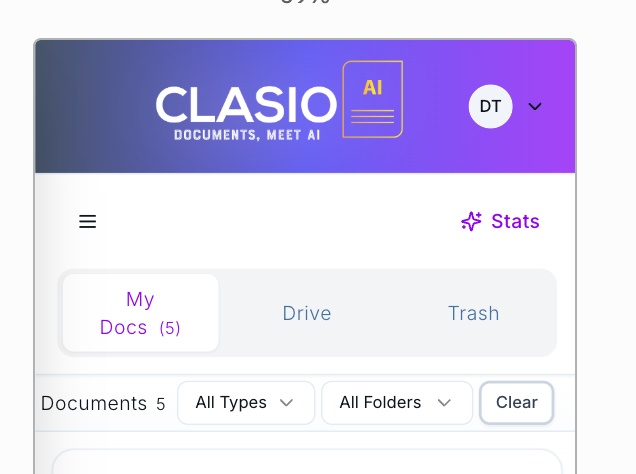 CLASIO
AI
DOCUMENTS, MEET AI
DT
Stats
My
Docs (5)
Drive
Trash
Documents 5
All Types
All Folders
Clear